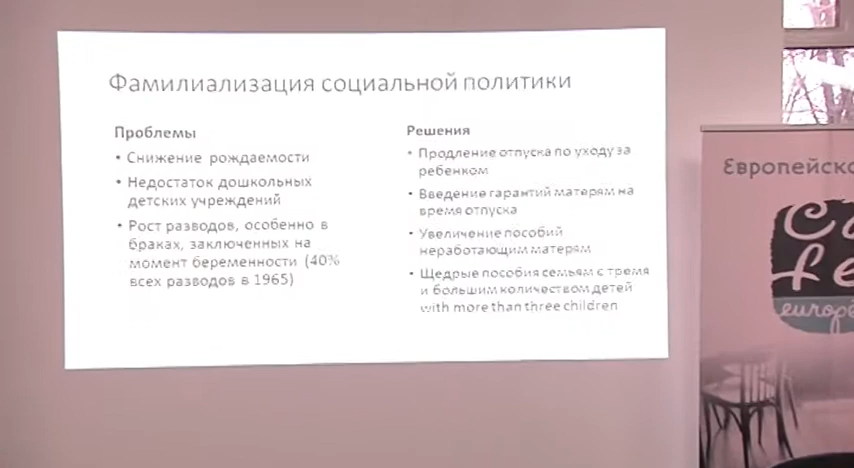 Фамилиализация социальной политики
Проблемы
• Снижение рождаемости
• Недостаток дошкольных
детских учреждений
• Рост разводов, особенно в
браках, заключенных на
момент беременности (40%
всех разводов в 1965)
Решения
• Продление отпуска по уходу за
ребенком
• Введение гарантий матерям на
время отпуска
• Увеличение пособий
неработающим матерям
• Щедрые пособия семьям с тремя
и большим количеством детей
with more than three children